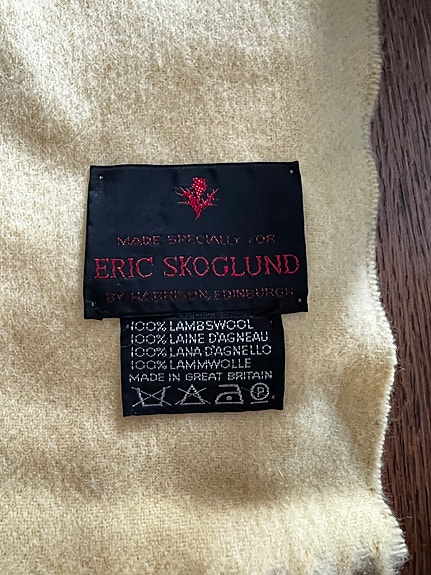 MADE SPECIALLY FOR
ERIC SKOGLUND
BY HARRISON, EDINBURGH
100% LAMBSWOOL
100% LAINE D'AGNEAU
100% LANA D'AGNELLO
100% LAMMWOLLE
MADE IN GREAT BRITAIN
P